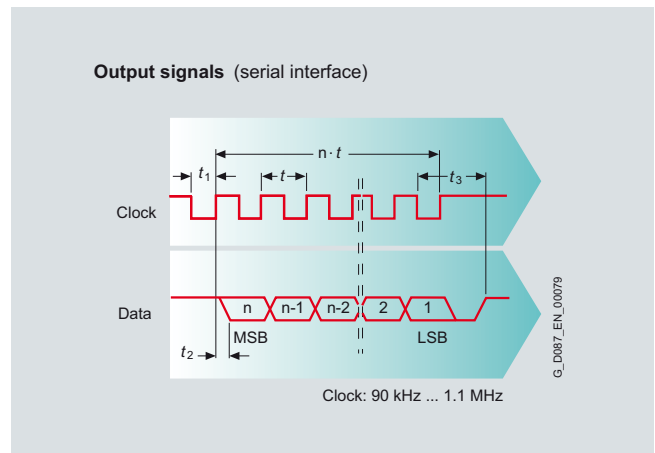 Output signals (serial interface)
n · t
t1
t
t3
Clock
Data
n
n-1
n-2
2
1
MSB
LSB
t2
G_D087_EN_00079
Clock: 90 kHz ... 1.1 MHz